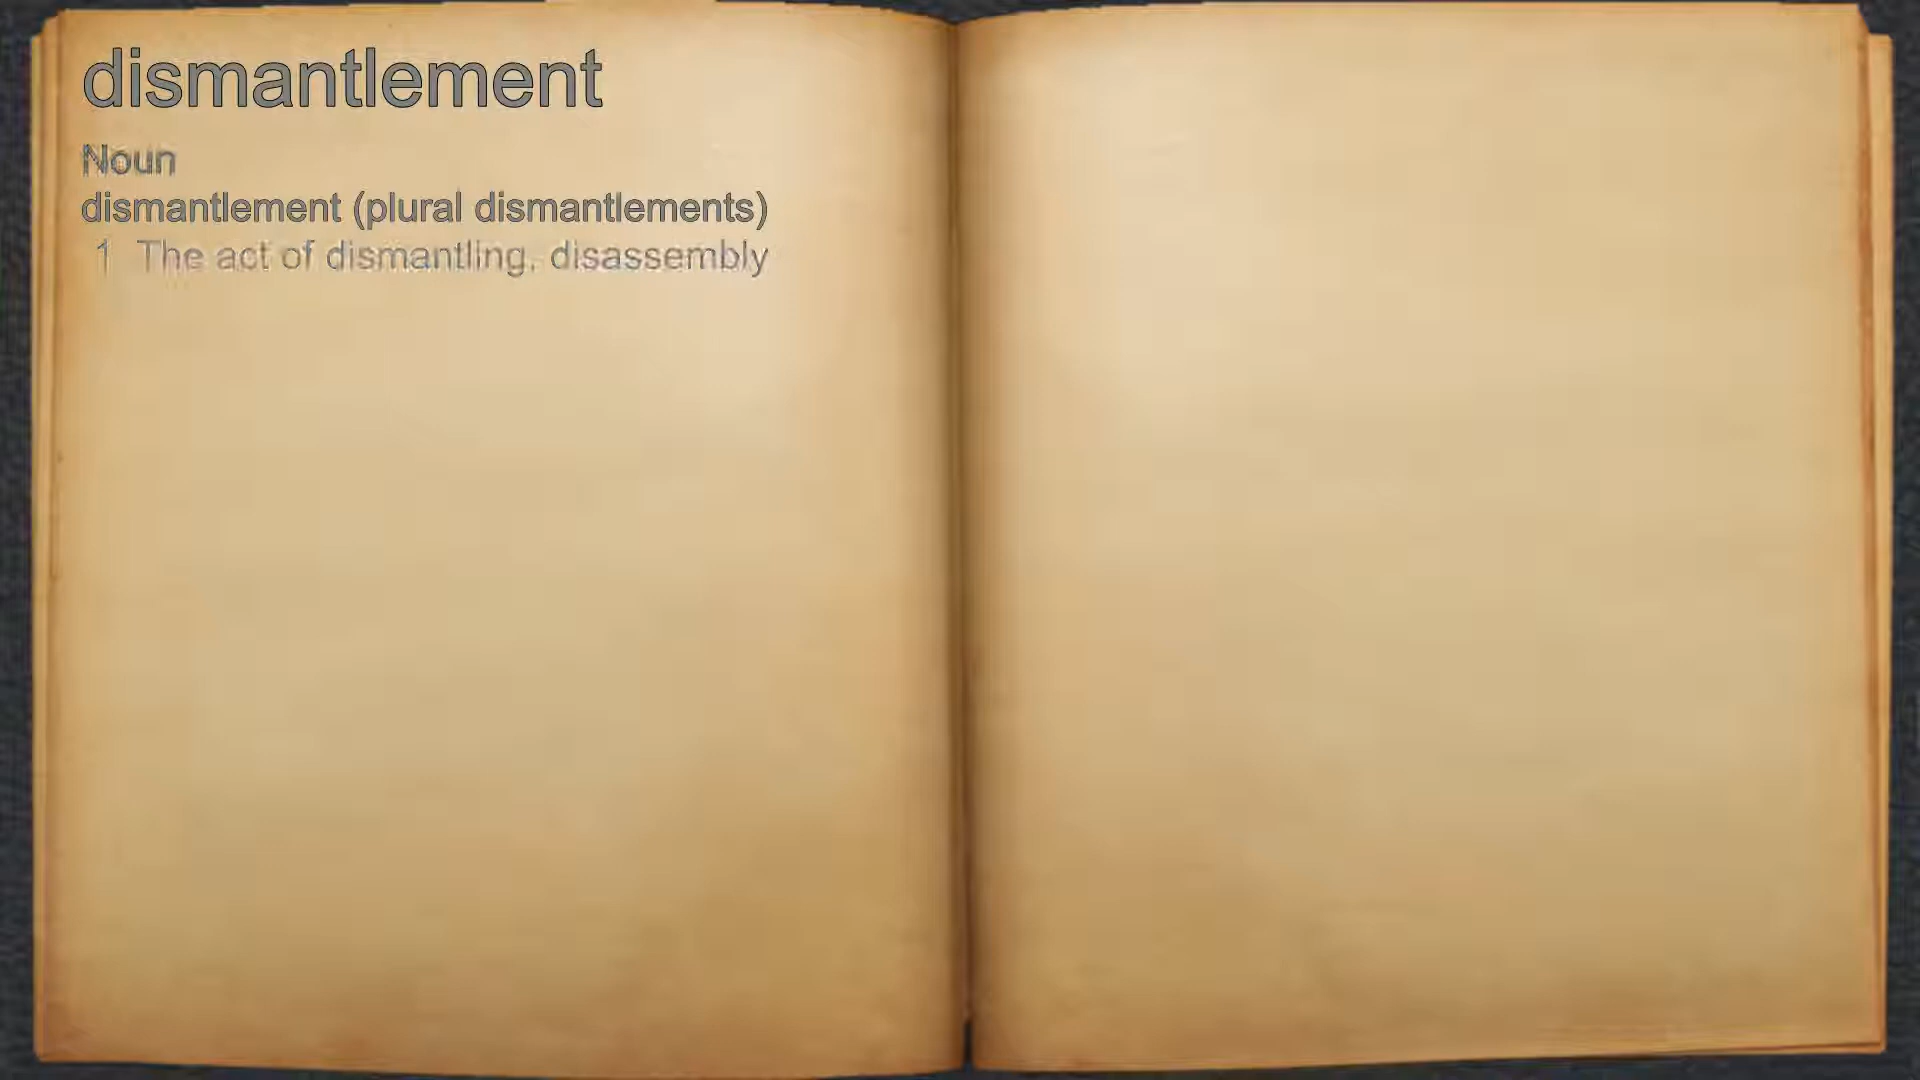 dismantlement
Noun
dismantlement (plural dismantlements)
1 The act of dismantling, disassembly